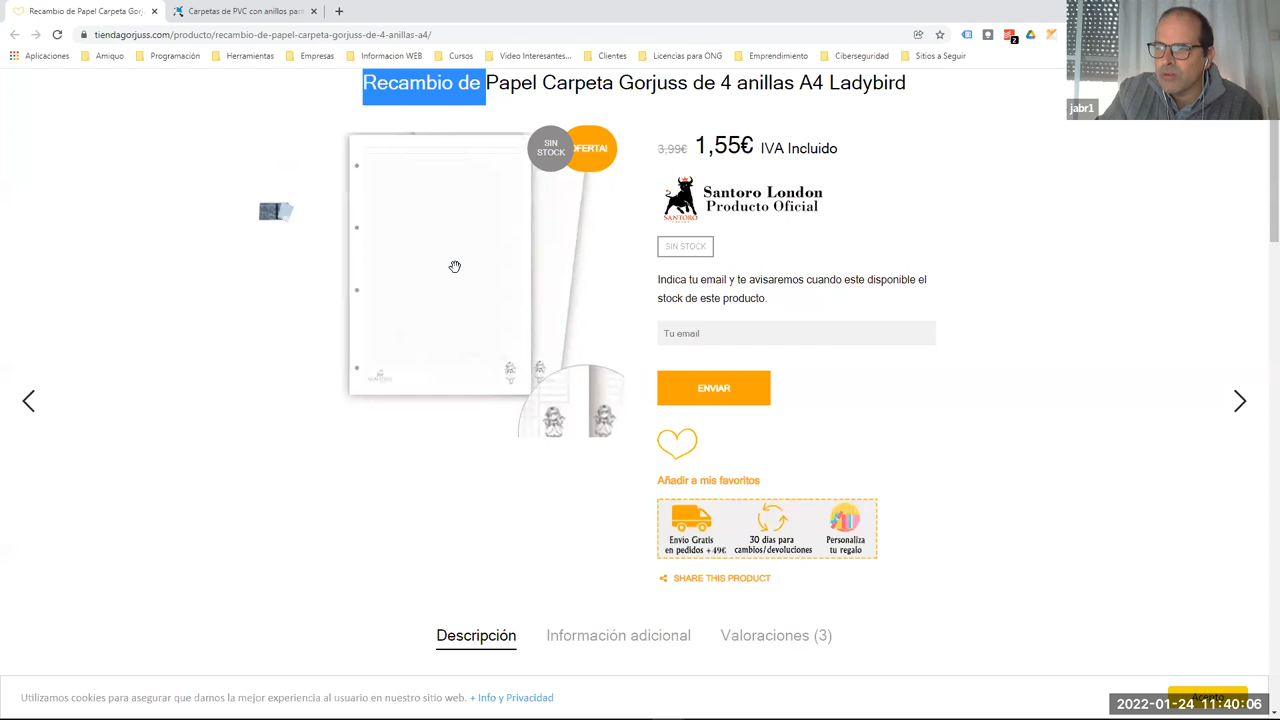 Recambio de Papel Carpeta Gorj
Carpetas de PVC con anillos par
tiendagorjuss.com/producto/recambio-de-papel-carpeta-gorjuss-de-4-anillas-a4/
2
Aplicaciones
Amiquo
Programación
Herramientas
Empresas
Información WEB
Cursos
Video Interesantes...
Clientes
Licencias para ONG
Emprendimiento
Ciberseguridad
Sitios a Seguir
jabr1
Recambio de Papel Carpeta Gorjuss de 4 anillas A4 Ladybird
SIN
STOCK
¡OFERTA!
3,99€ 1,55€ IVA Incluido
SANTORO
Santoro London
Producto Oficial
SIN STOCK
Indica tu email y te avisaremos cuando este disponible el
stock de este producto.
Tu email
ENVIAR
Añadir a mis favoritos
Envio Gratis
en pedidos +49€
30 dias para
cambios/devoluciones
Personaliza
tu regalo
SHARE THIS PRODUCT
Descripción
Información adicional
Valoraciones (3)
Utilizamos cookies para asegurar que damos la mejor experiencia al usuario en nuestro sitio web. + Info y Privacidad
Acepto
2022-01-24 11:40:06